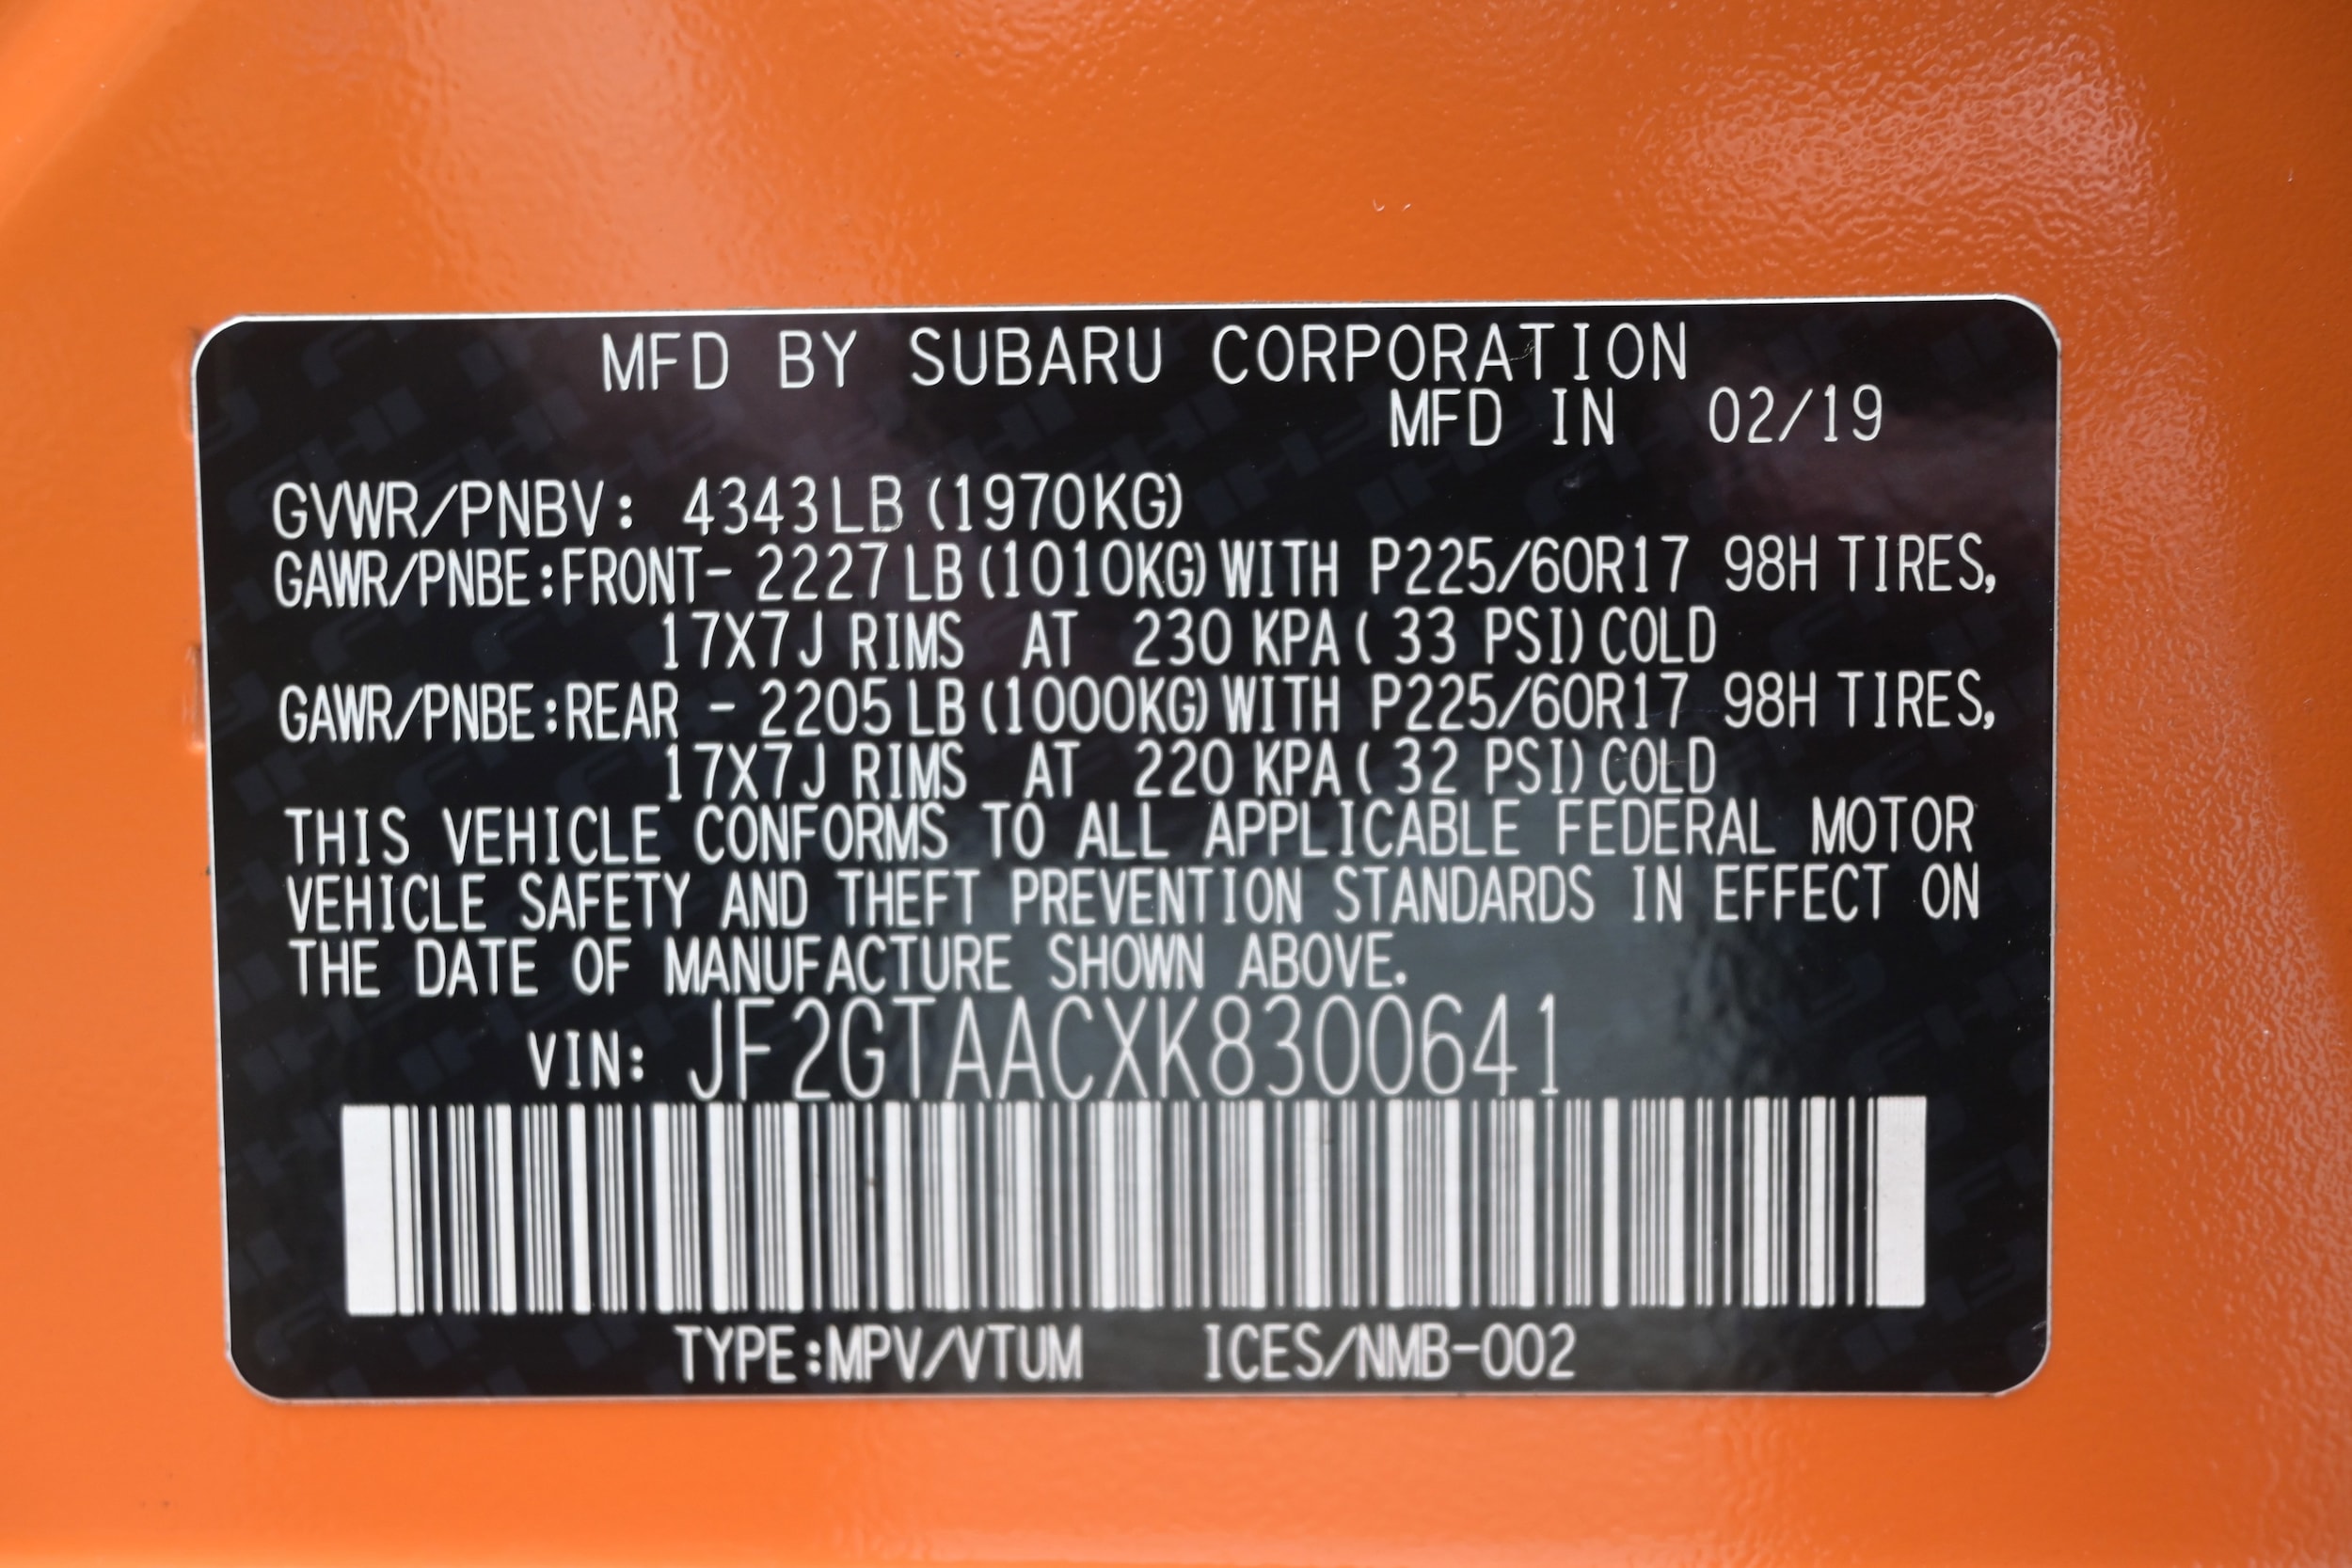 MFD BY SUBARU CORPORATION
MFD IN 02/19
GVWR/PNBV: 4343LB (1970KG)
GAWR/PNBE:FRONT- 2227 LB (1010KG) WITH P225/60R17 98H TIRES,
17X7J RIMS AT 230 KPA ( 33 PSI) COLD
GAWR/PNBE:REAR - 2205 LB (1000KG) WITH P225/60R17 98H TIRES,
17X7J RIMS AT 220 KPA ( 32 PSI) COLD
THIS VEHICLE CONFORMS TO ALL APPLICABLE FEDERAL MOTOR
VEHICLE SAFETY AND THEFT PREVENTION STANDARDS IN EFFECT ON
THE DATE OF MANUFACTURE SHOWN ABOVE.
VIN: JF2GTAACXK8300641
TYPE:MPV/VTUM ICES/NMB-002